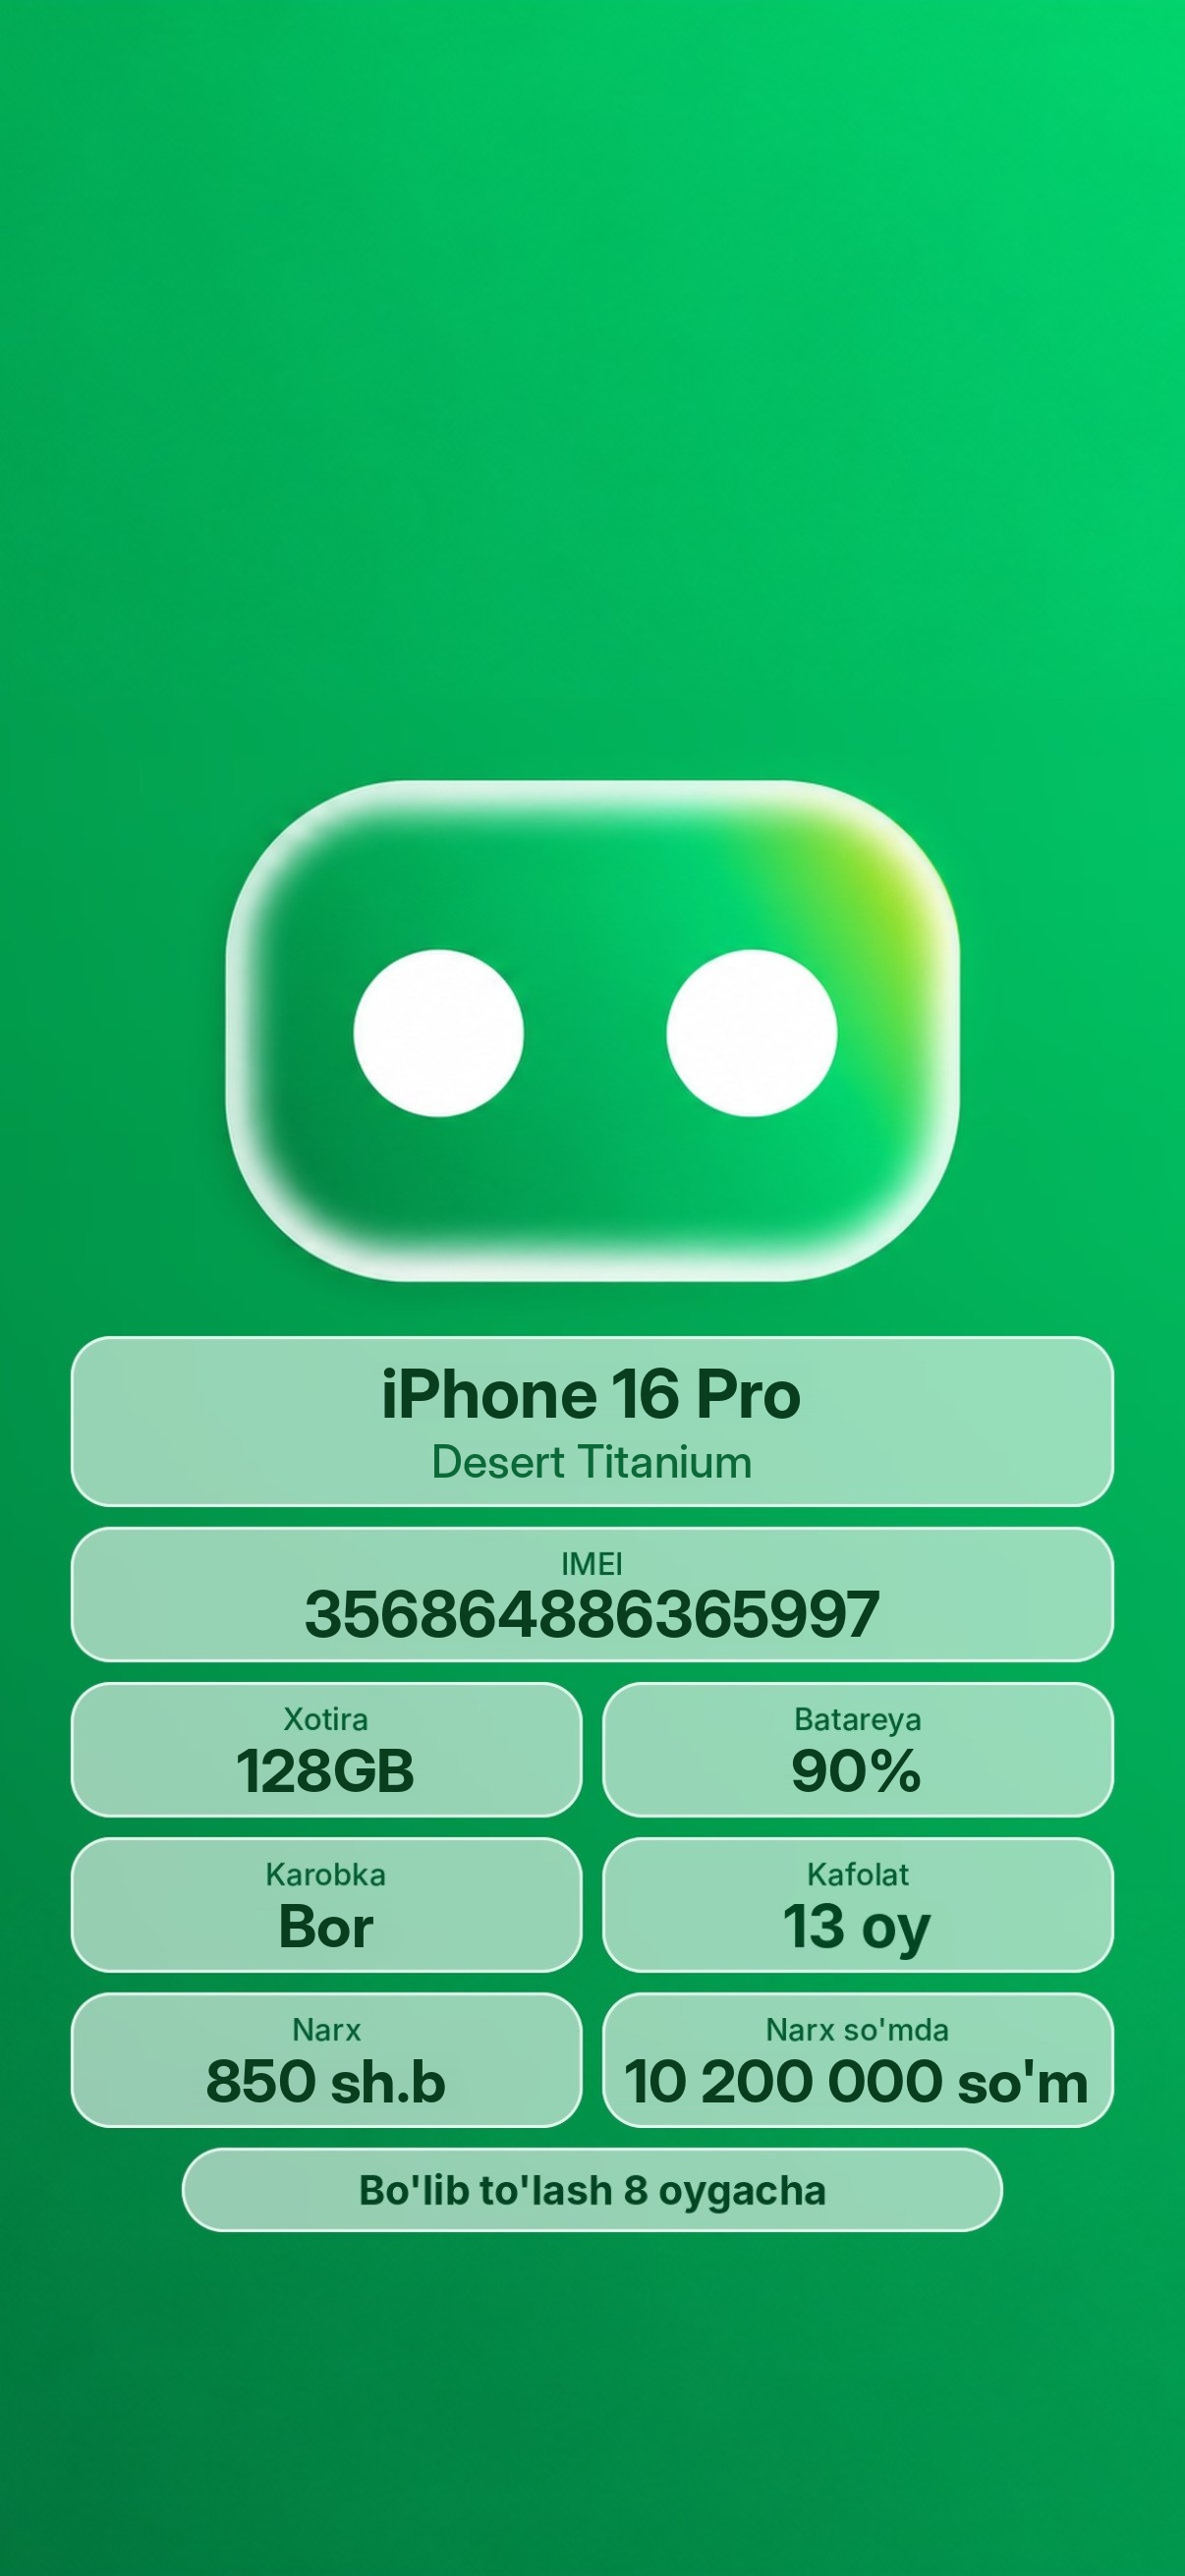 iPhone 16 Pro
Desert Titanium
IMEI
356864886365997
Xotira
128GB
Batareya
90%
Karobka
Bor
Kafolat
13 oy
Narx
850 sh.b
Narx so'mda
10 200 000 so'm
Bo'lib to'lash 8 oygacha